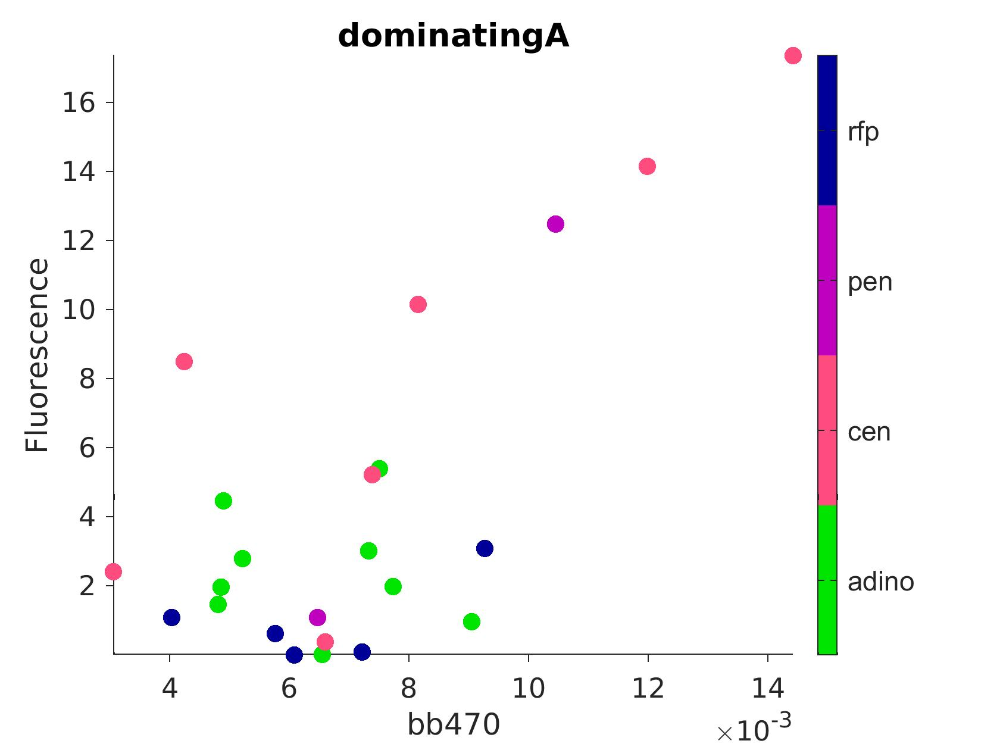 dominatingA
Fluorescence
16
14
12
10
8
6
4
2
4 6 8 10 12 14
bb470
×10-3
rfp
pen
cen
adino